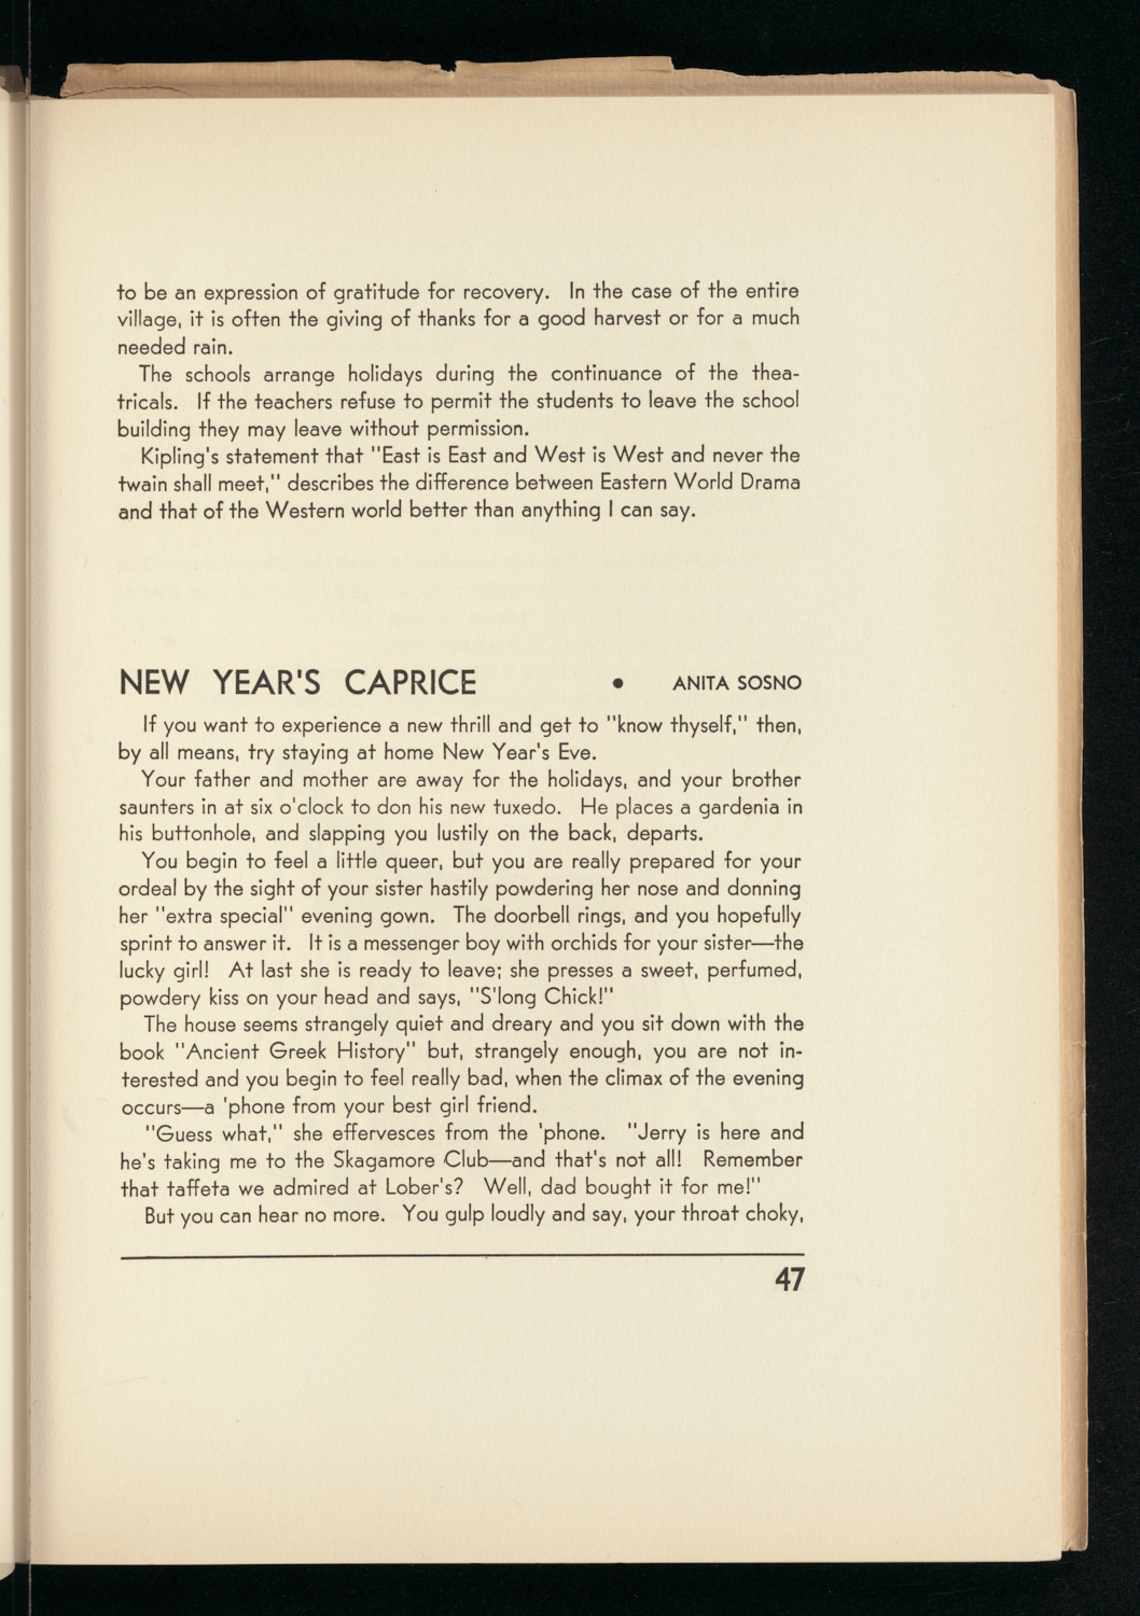 to be an expression of gratitude for recovery. In the case of the entire
village, it is often the giving of thanks for a good harvest or for a much
needed rain.
The schools arrange holidays during the continuance of the thea-
tricals. If the teachers refuse to permit the students to leave the school
building they may leave without permission.
Kipling's statement that "East is East and West is West and never the
twain shall meet," describes the difference between Eastern World Drama
and that of the Western world better than anything I can say.
NEW YEAR'S CAPRICE • ANITA SOSNO
If you want to experience a new thrill and get to "know thyself," then,
by all means, try staying at home New Year's Eve.
Your father and mother are away for the holidays, and your brother
saunters in at six o'clock to don his new tuxedo. He places a gardenia in
his buttonhole, and slapping you lustily on the back, departs.
You begin to feel a little queer, but you are really prepared for your
ordeal by the sight of your sister hastily powdering her nose and donning
her "extra special" evening gown. The doorbell rings, and you hopefully
sprint to answer it. It is a messenger boy with orchids for your sister—the
lucky girl! At last she is ready to leave; she presses a sweet, perfumed,
powdery kiss on your head and says, "S'long Chick!"
The house seems strangely quiet and dreary and you sit down with the
book "Ancient Greek History" but, strangely enough, you are not in-
terested and you begin to feel really bad, when the climax of the evening
occurs—a 'phone from your best girl friend.
"Guess what," she effervesces from the 'phone. "Jerry is here and
he's taking me to the Skagamore Club—and that's not all! Remember
that taffeta we admired at Lober's? Well, dad bought it for me!"
But you can hear no more. You gulp loudly and say, your throat choky,
47